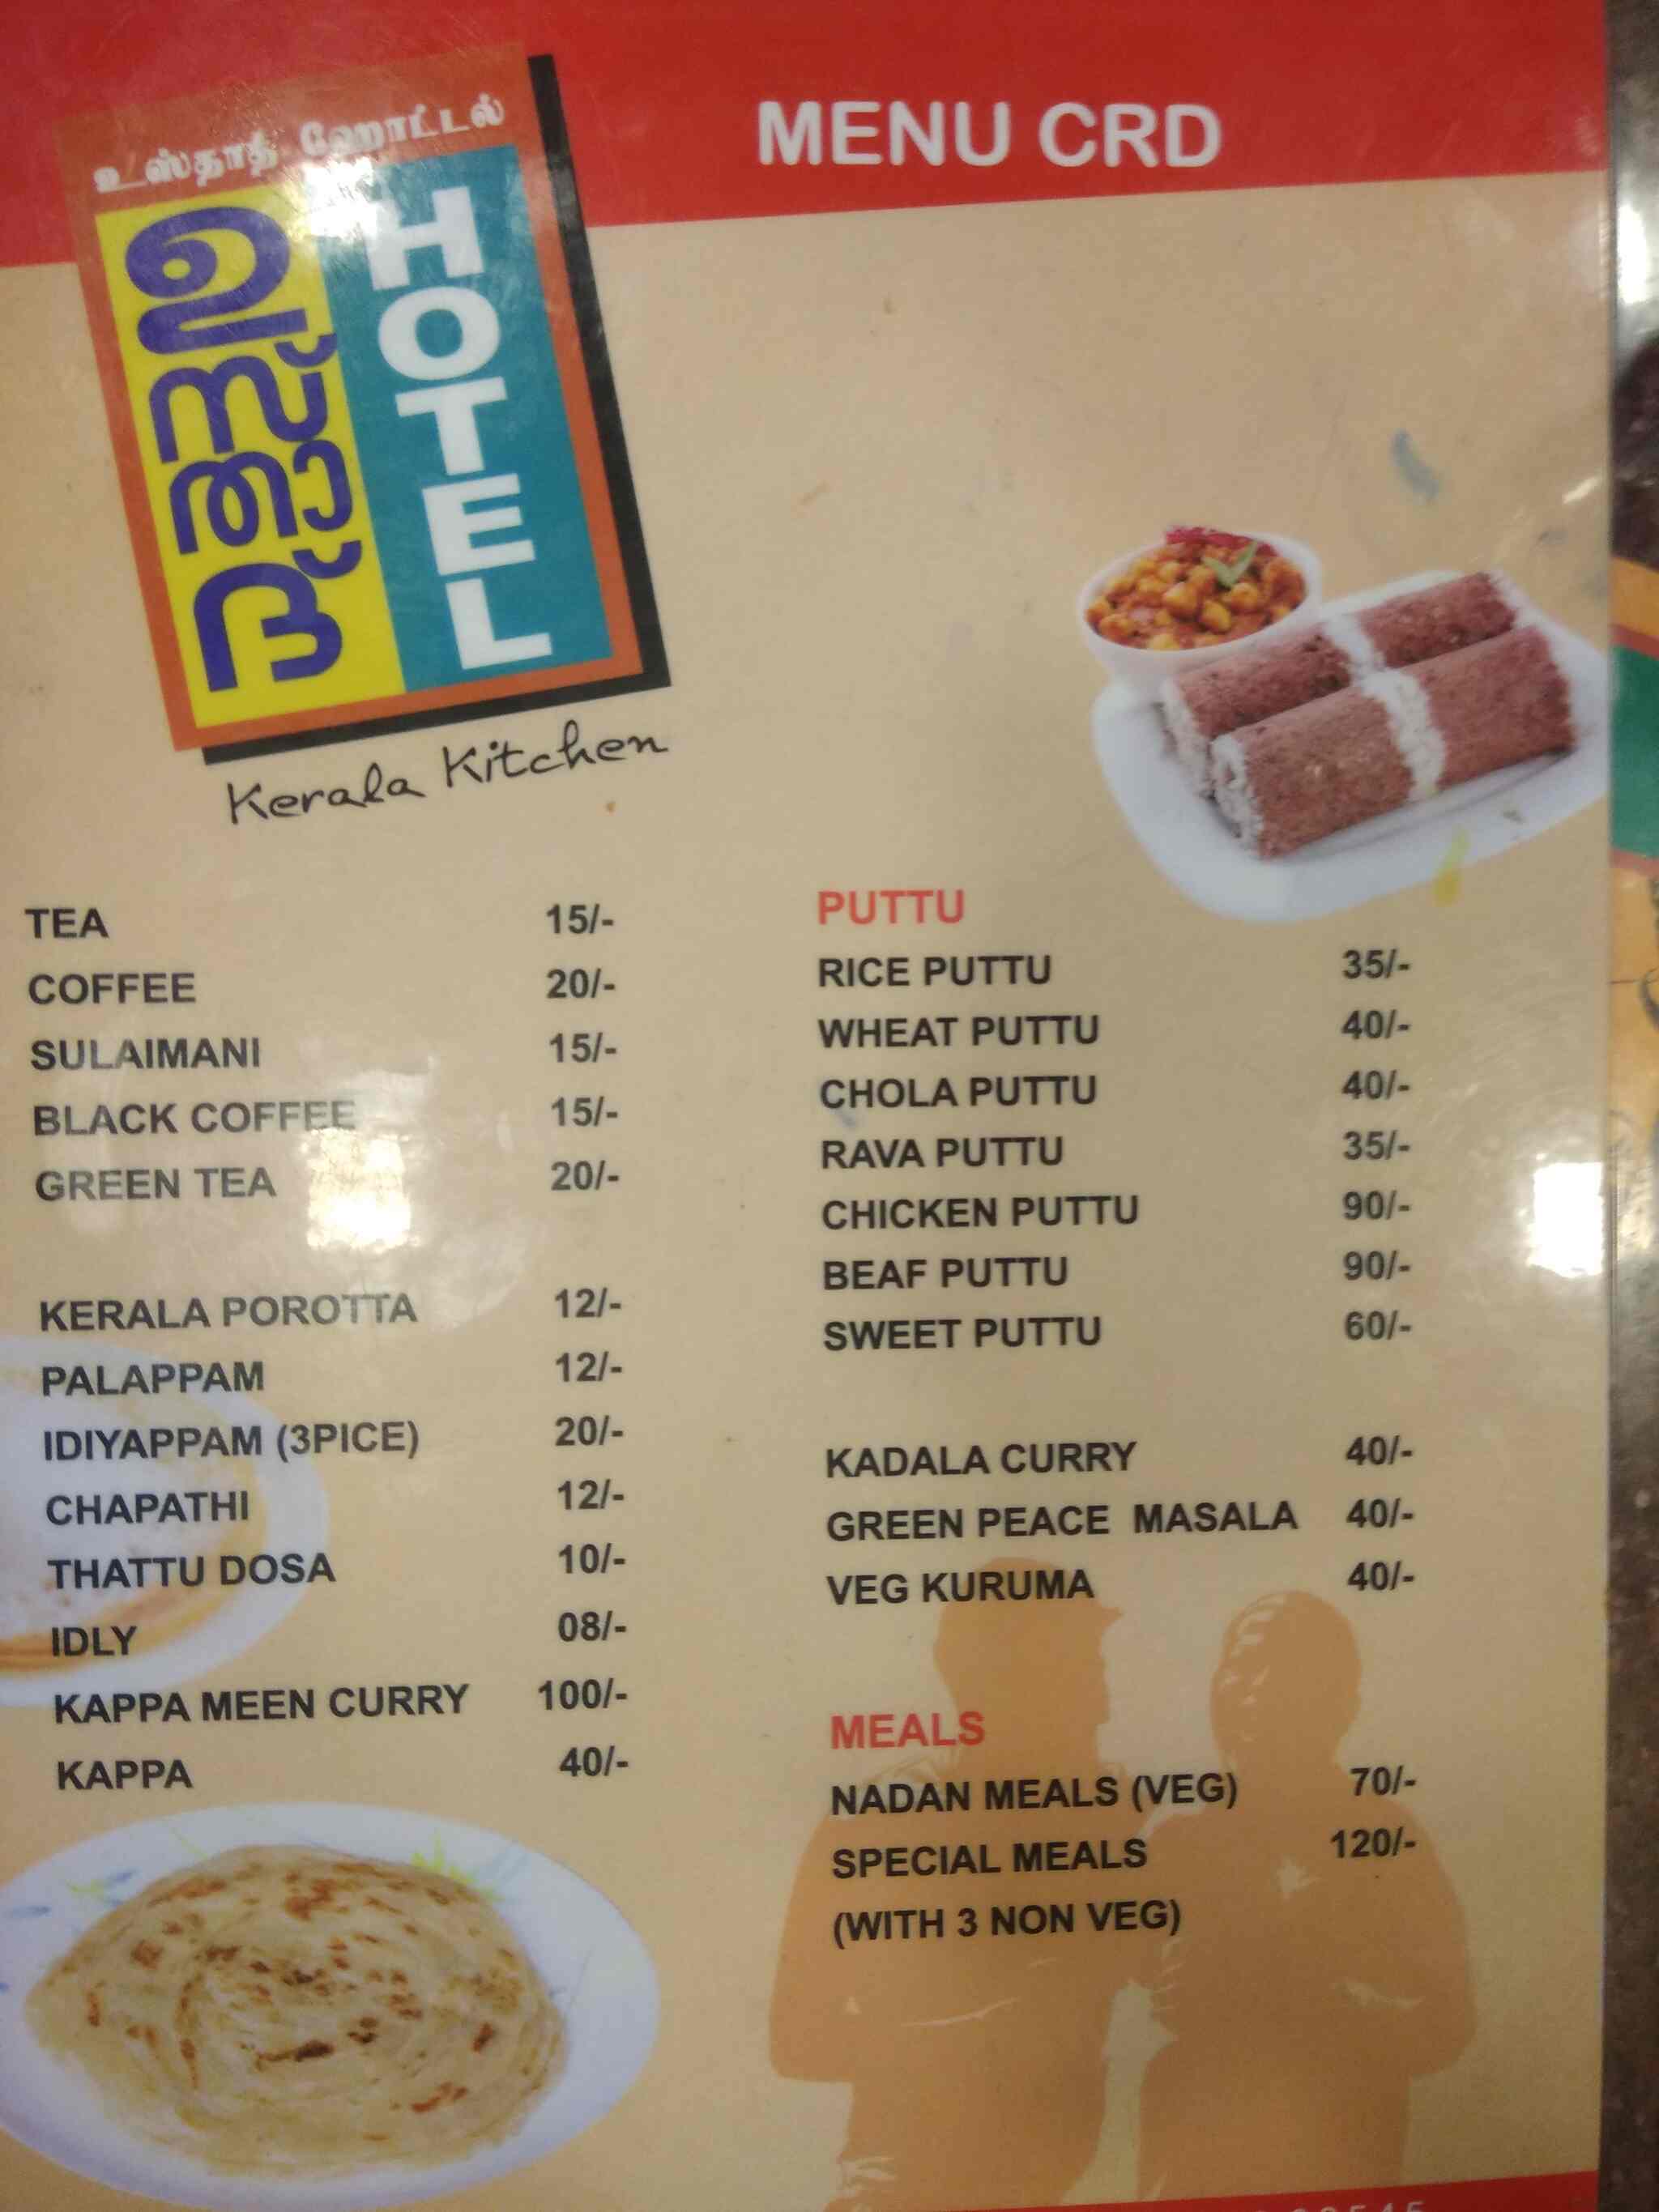 MENU CRD
உஸ்தாத் ஹோட்டல்
ഉസ്താദ്
HOTEL
Kerala Kitchen
TEA 15/-
COFFEE 20/-
SULAIMANI 15/-
BLACK COFFEE 15/-
GREEN TEA 20/-
KERALA POROTTA 12/-
PALAPPAM 12/-
IDIYAPPAM (3PICE) 20/-
CHAPATHI 12/-
THATTU DOSA 10/-
IDLY 08/-
KAPPA MEEN CURRY 100/-
KAPPA 40/-
PUTTU
RICE PUTTU 35/-
WHEAT PUTTU 40/-
CHOLA PUTTU 40/-
RAVA PUTTU 35/-
CHICKEN PUTTU 90/-
BEAF PUTTU 90/-
SWEET PUTTU 60/-
KADALA CURRY 40/-
GREEN PEACE MASALA 40/-
VEG KURUMA 40/-
MEALS
NADAN MEALS (VEG) 70/-
SPECIAL MEALS 120/-
(WITH 3 NON VEG)